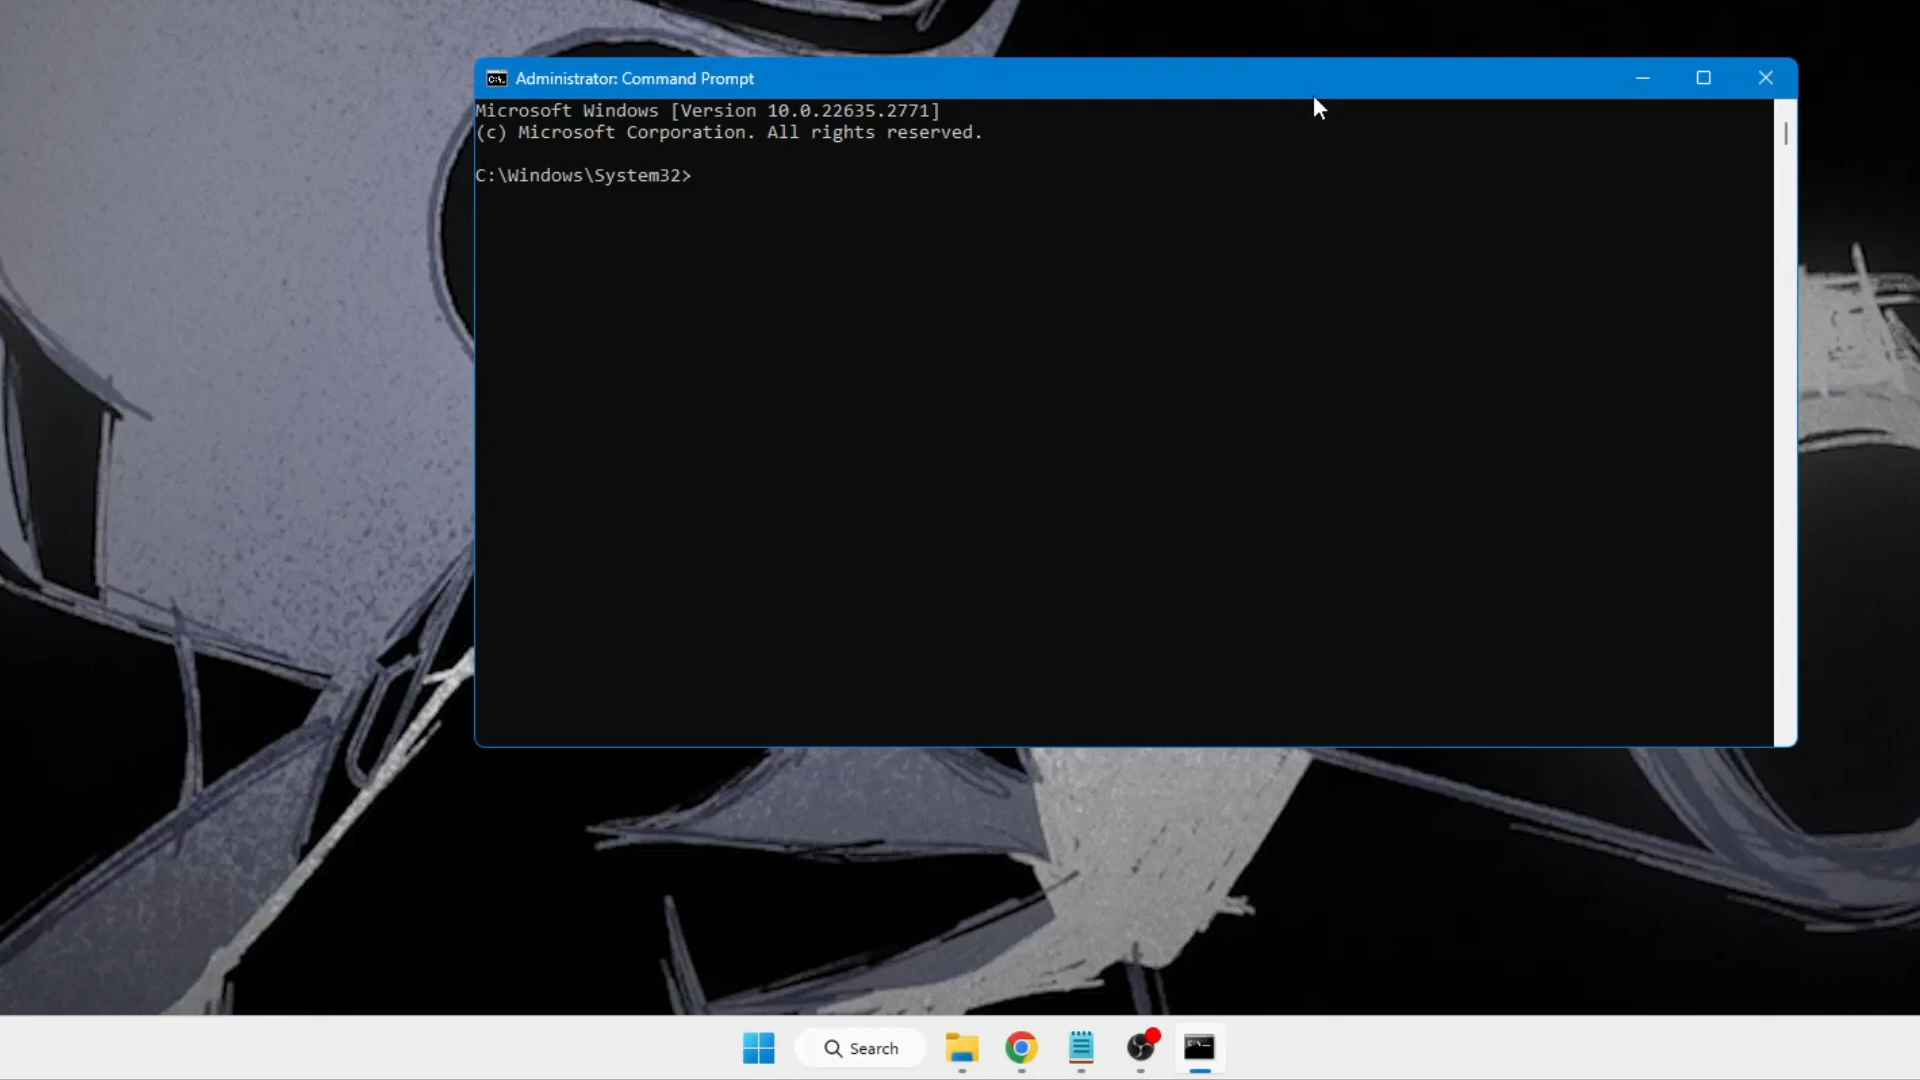 Administrator: Command Prompt
Microsoft Windows [Version 10.0.22635.2771]
(c) Microsoft Corporation. All rights reserved.
C:\Windows\System32>
Search